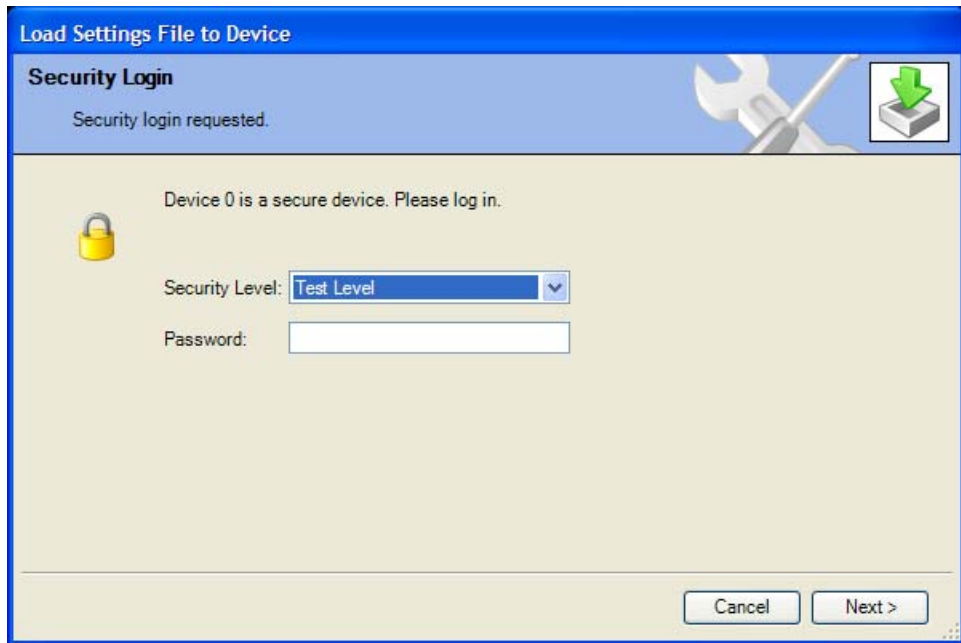 Load Settings File to Device
Security Login
Security login requested.
Device 0 is a secure device. Please log in.
Security Level: Test Level
Password:
Cancel Next >